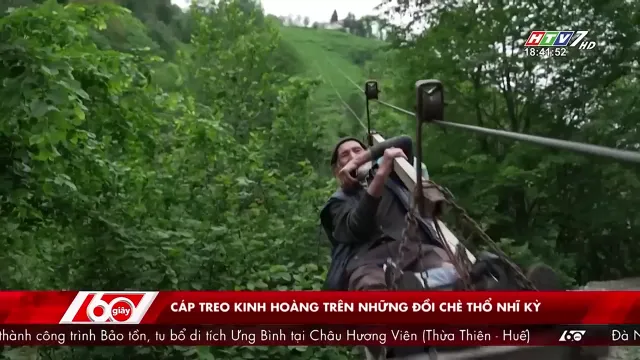 HTV7 HD
18:41:52
60 giây
CÁP TREO KINH HOÀNG TRÊN NHỮNG ĐỒI CHÈ THỔ NHĨ KỲ
thành công trình Bảo tồn, tu bổ di tích Ưng Bình tại Châu Hương Viên (Thừa Thiên - Huế) 60 Đà N